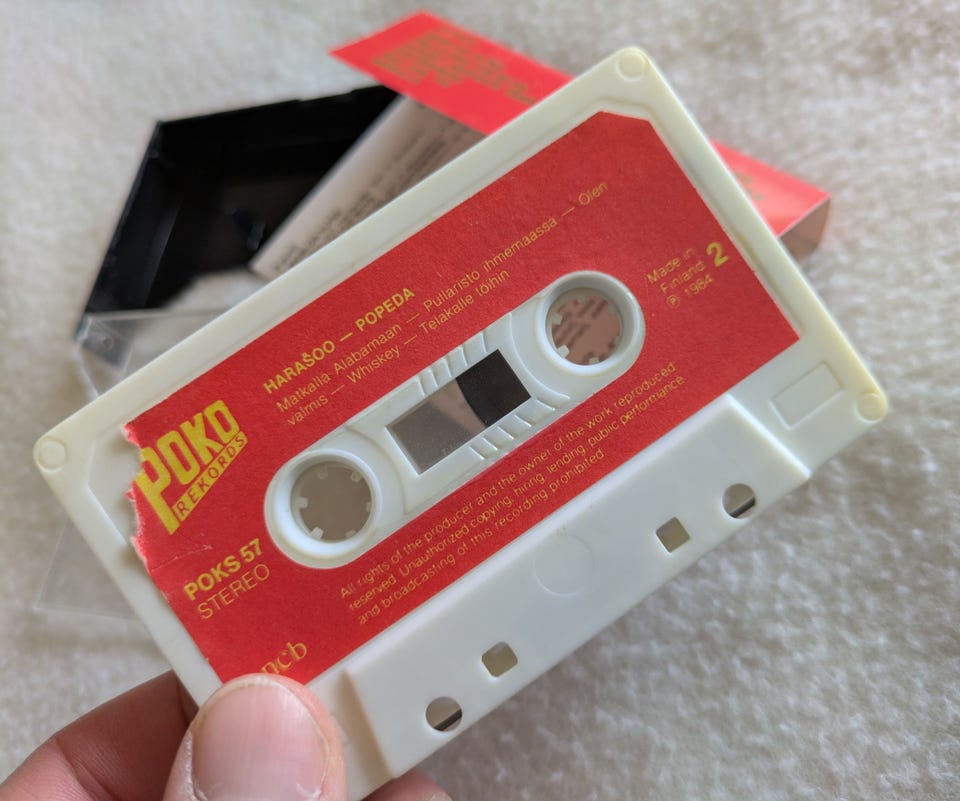 HARAŠOO — POPEDA
Matkalla Alabamaan — Pullaristo ihmemaassa — Olen
valmis — Whiskey — Telakalle töihin
Made in
Finland
℗ 1984
2
POKO
REKORDS
POKS 57
STEREO
All rights of the producer and the owner of the work reproduced
reserved. Unauthorized copying, hiring, lending, public performance
and broadcasting of this recording prohibited
ncb